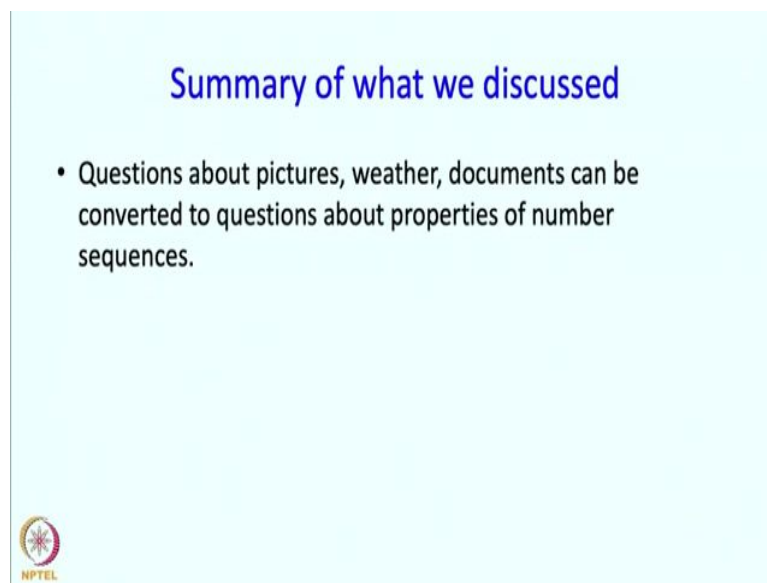 Summary of what we discussed
• Questions about pictures, weather, documents can be
converted to questions about properties of number
sequences.
NPTEL